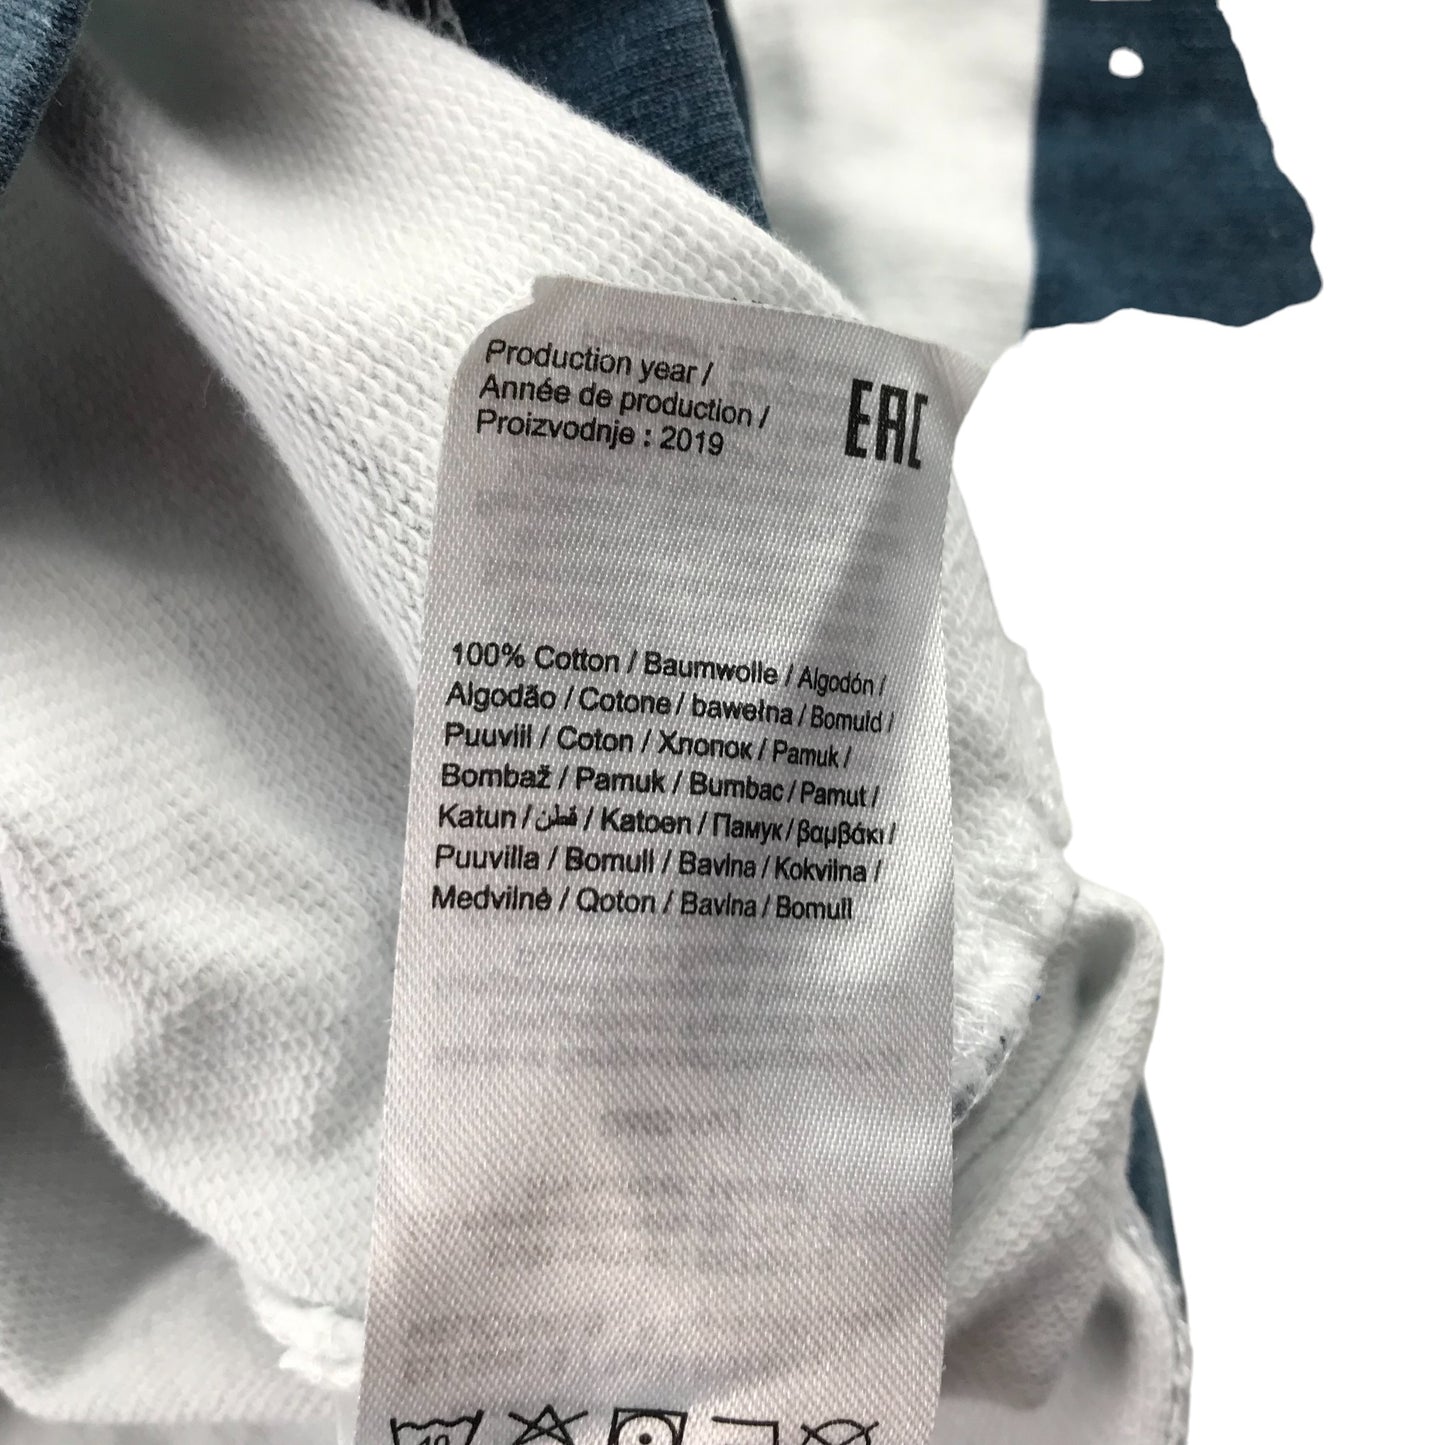 Production year /
Année de production /
Proizvodnje : 2019
EAC
100% Cotton / Baumwolle / Algodón /
Algodão / Cotone / bawełna / Bomuld /
Puuvill / Coton / Хлопок / Pamuk /
Bombaž / Pamuk / Bumbac / Pamut /
Katun / قطن / Katoen / Памук / βαμβάκι /
Puuvilla / Bomull / Bavlna / Kokvilna /
Medvilnė / Qoton / Bavlna / Bomull
40